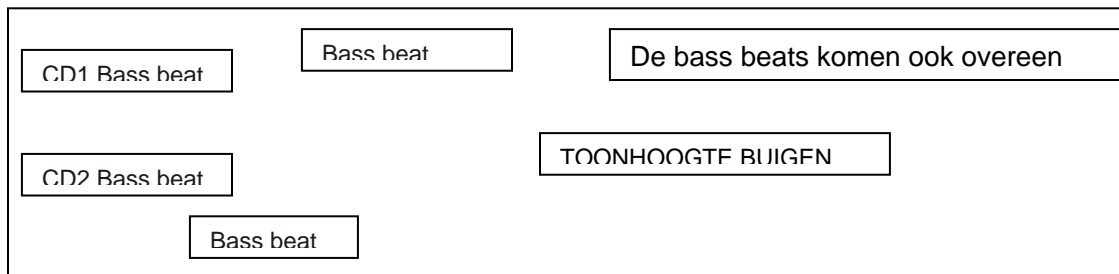 Bass beat
De bass beats komen ook overeen
CD1 Bass beat
TOONHOOGTE BUIGEN
CD2 Bass beat
Bass beat